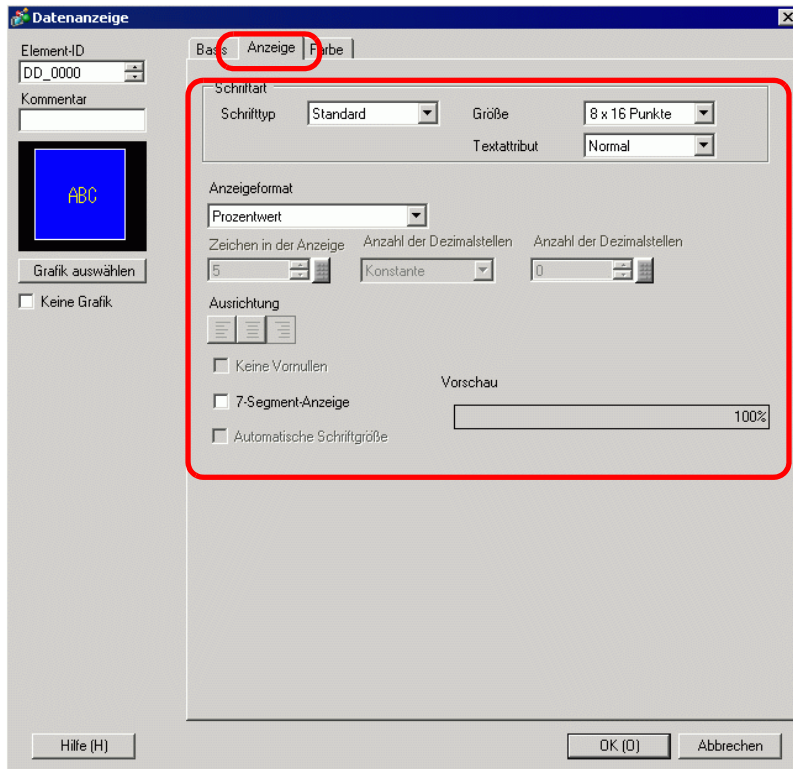 Datenanzeige
Element-ID
DD_0000
Kommentar
ABC
Grafik auswählen
Keine Grafik
Basis Anzeige Farbe
Schriftart
Schrifttyp Standard Größe 8 x 16 Punkte
Textattribut Normal
Anzeigeformat
Prozentwert
Zeichen in der Anzeige Anzahl der Dezimalstellen Anzahl der Dezimalstellen
5 Konstante 0
Ausrichtung
Keine Vornullen
Vorschau
7-Segment-Anzeige
100%
Automatische Schriftgröße
Hilfe (H) OK (O) Abbrechen